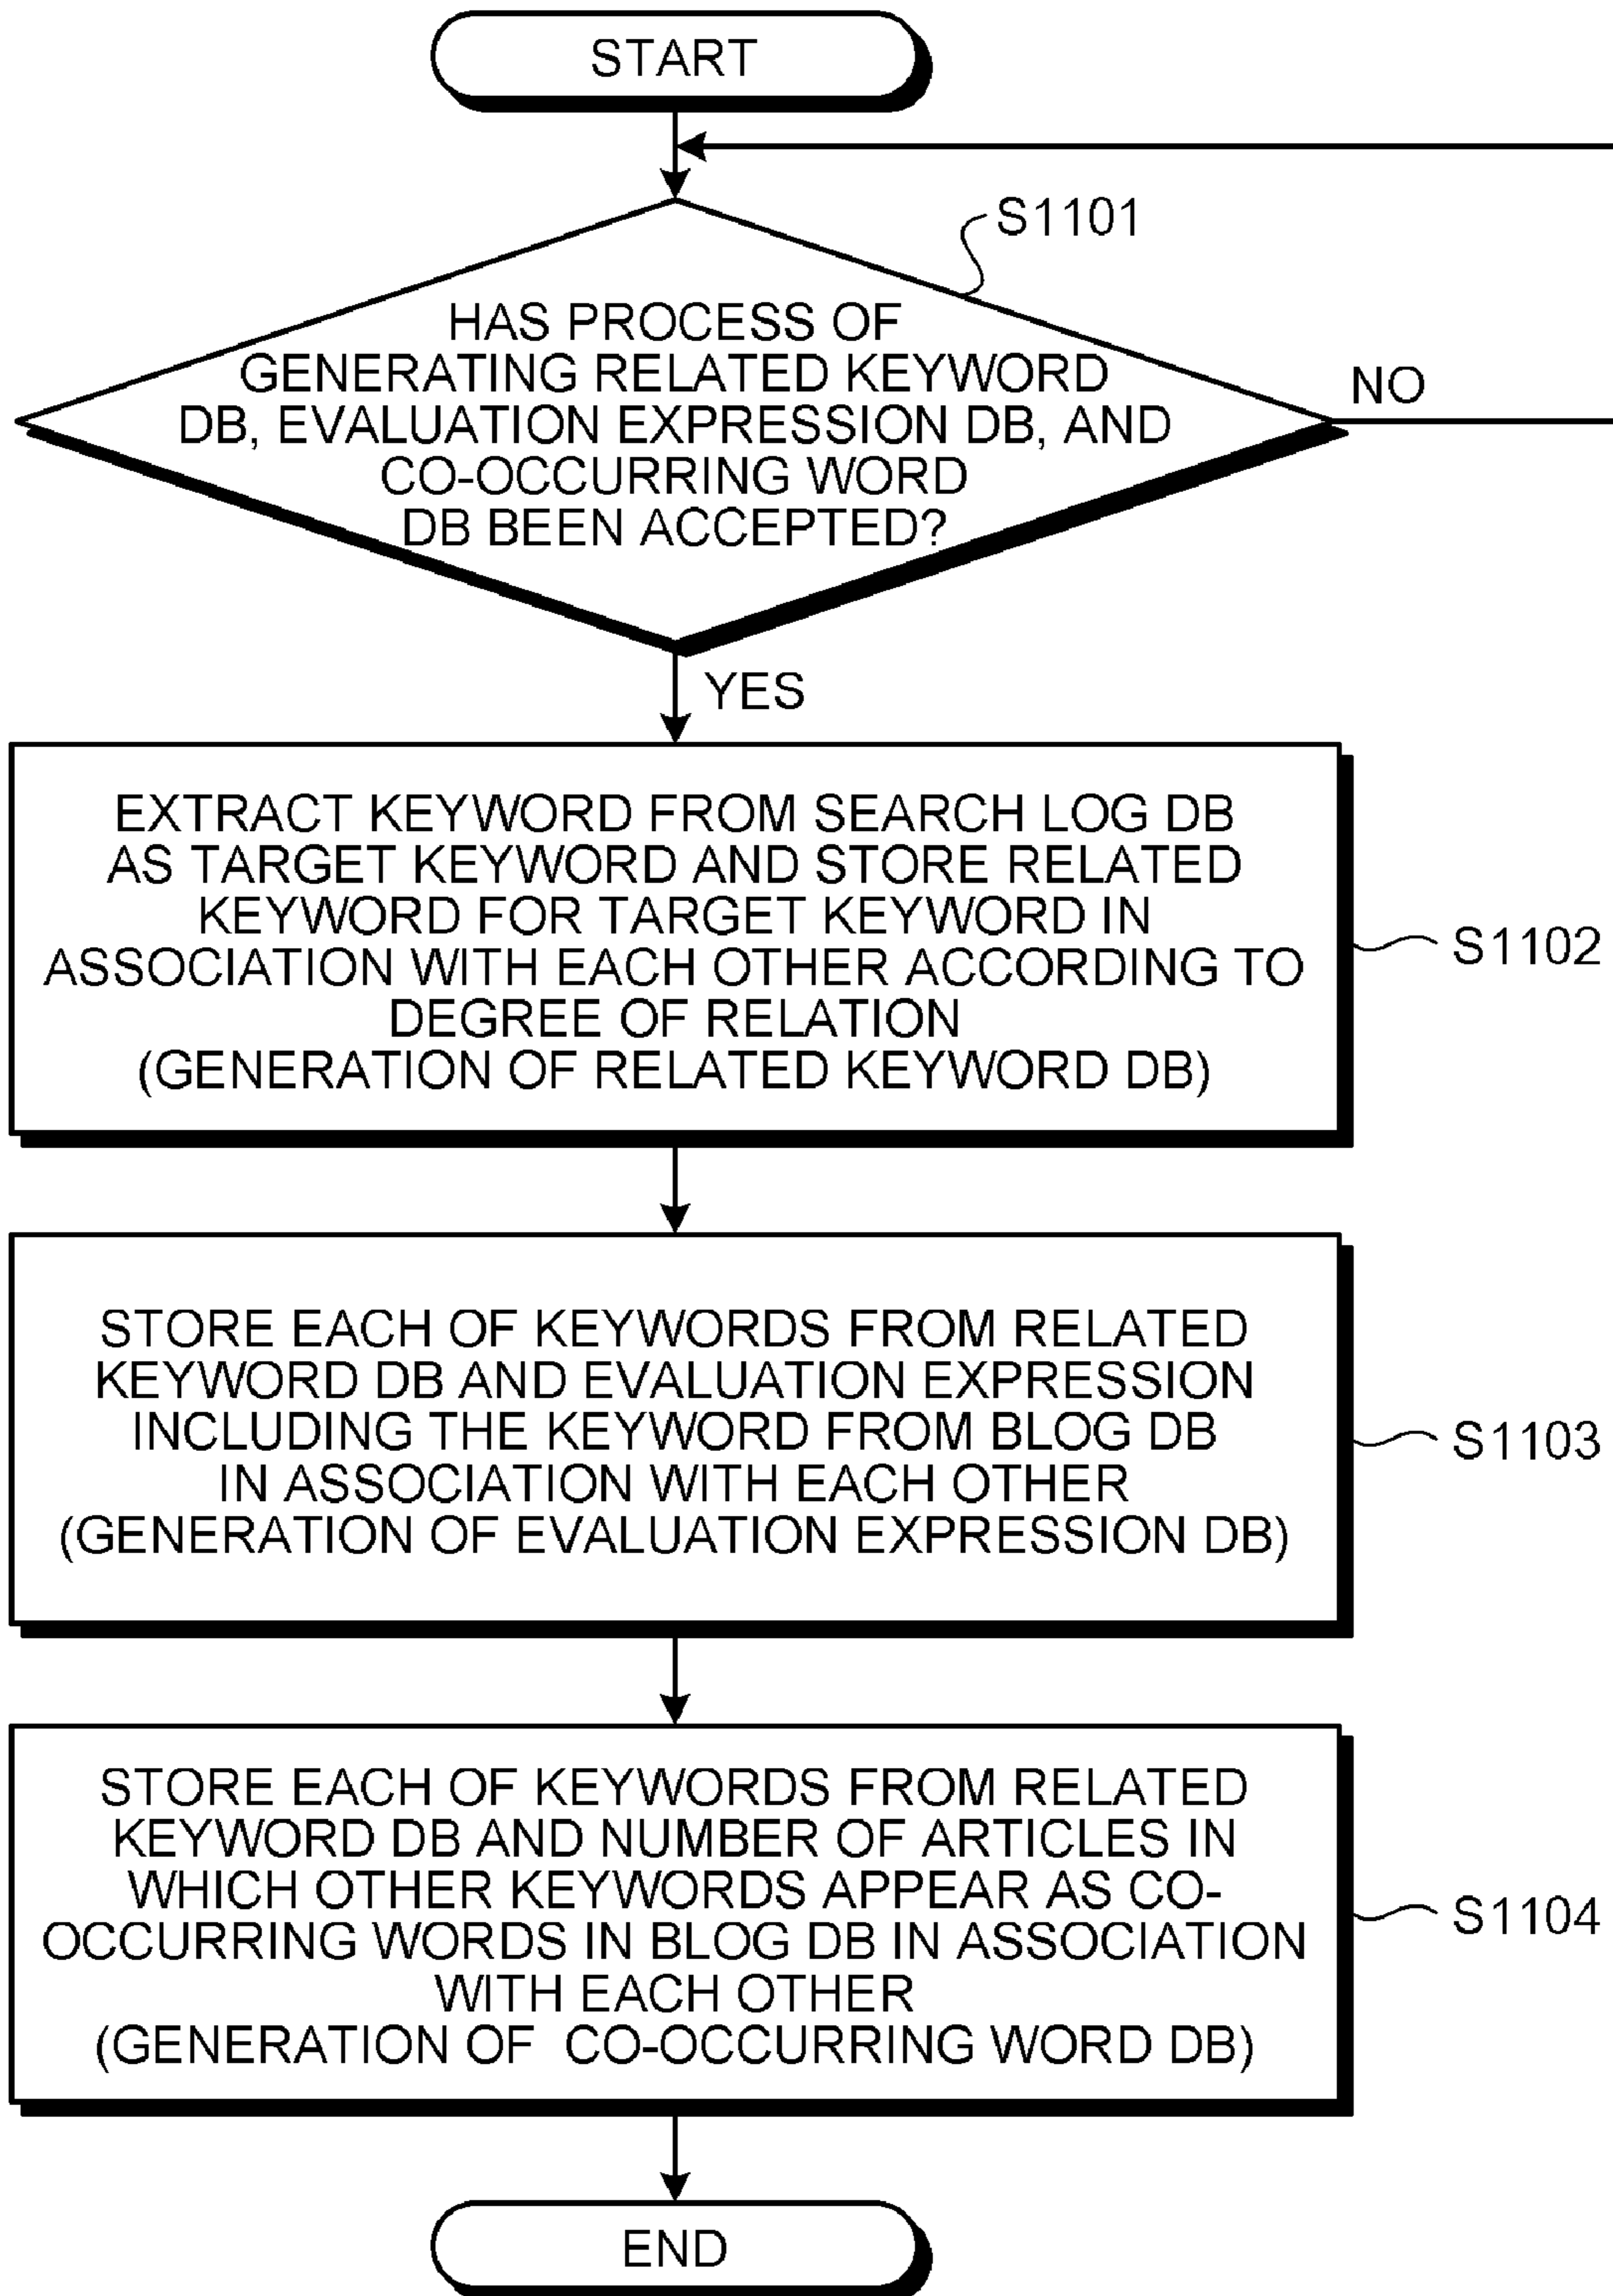 START
S1101
HAS PROCESS OF
GENERATING RELATED KEYWORD
DB, EVALUATION EXPRESSION DB, AND
CO-OCCURRING WORD
DB BEEN ACCEPTED?
NO
YES
EXTRACT KEYWORD FROM SEARCH LOG DB
AS TARGET KEYWORD AND STORE RELATED
KEYWORD FOR TARGET KEYWORD IN
ASSOCIATION WITH EACH OTHER ACCORDING TO
DEGREE OF RELATION
(GENERATION OF RELATED KEYWORD DB)
S1102
STORE EACH OF KEYWORDS FROM RELATED
KEYWORD DB AND EVALUATION EXPRESSION
INCLUDING THE KEYWORD FROM BLOG DB
IN ASSOCIATION WITH EACH OTHER
(GENERATION OF EVALUATION EXPRESSION DB)
S1103
STORE EACH OF KEYWORDS FROM RELATED
KEYWORD DB AND NUMBER OF ARTICLES IN
WHICH OTHER KEYWORDS APPEAR AS CO-
OCCURRING WORDS IN BLOG DB IN ASSOCIATION
WITH EACH OTHER
(GENERATION OF CO-OCCURRING WORD DB)
S1104
END